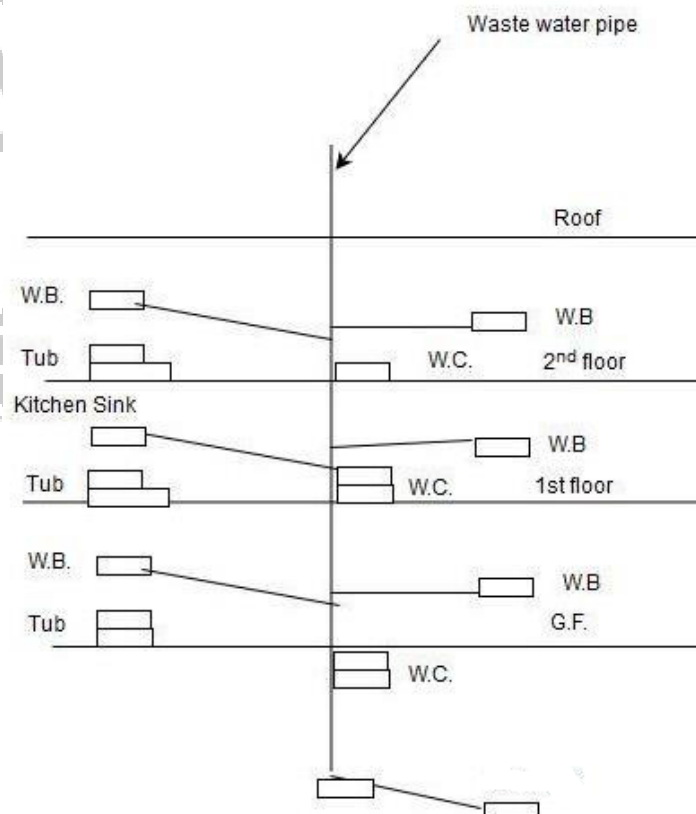 Waste water pipe
Roof
W.B.
W.B
Tub
W.C.
2nd floor
Kitchen Sink
W.B
Tub
W.C.
1st floor
W.B.
W.B
Tub
G.F.
W.C.